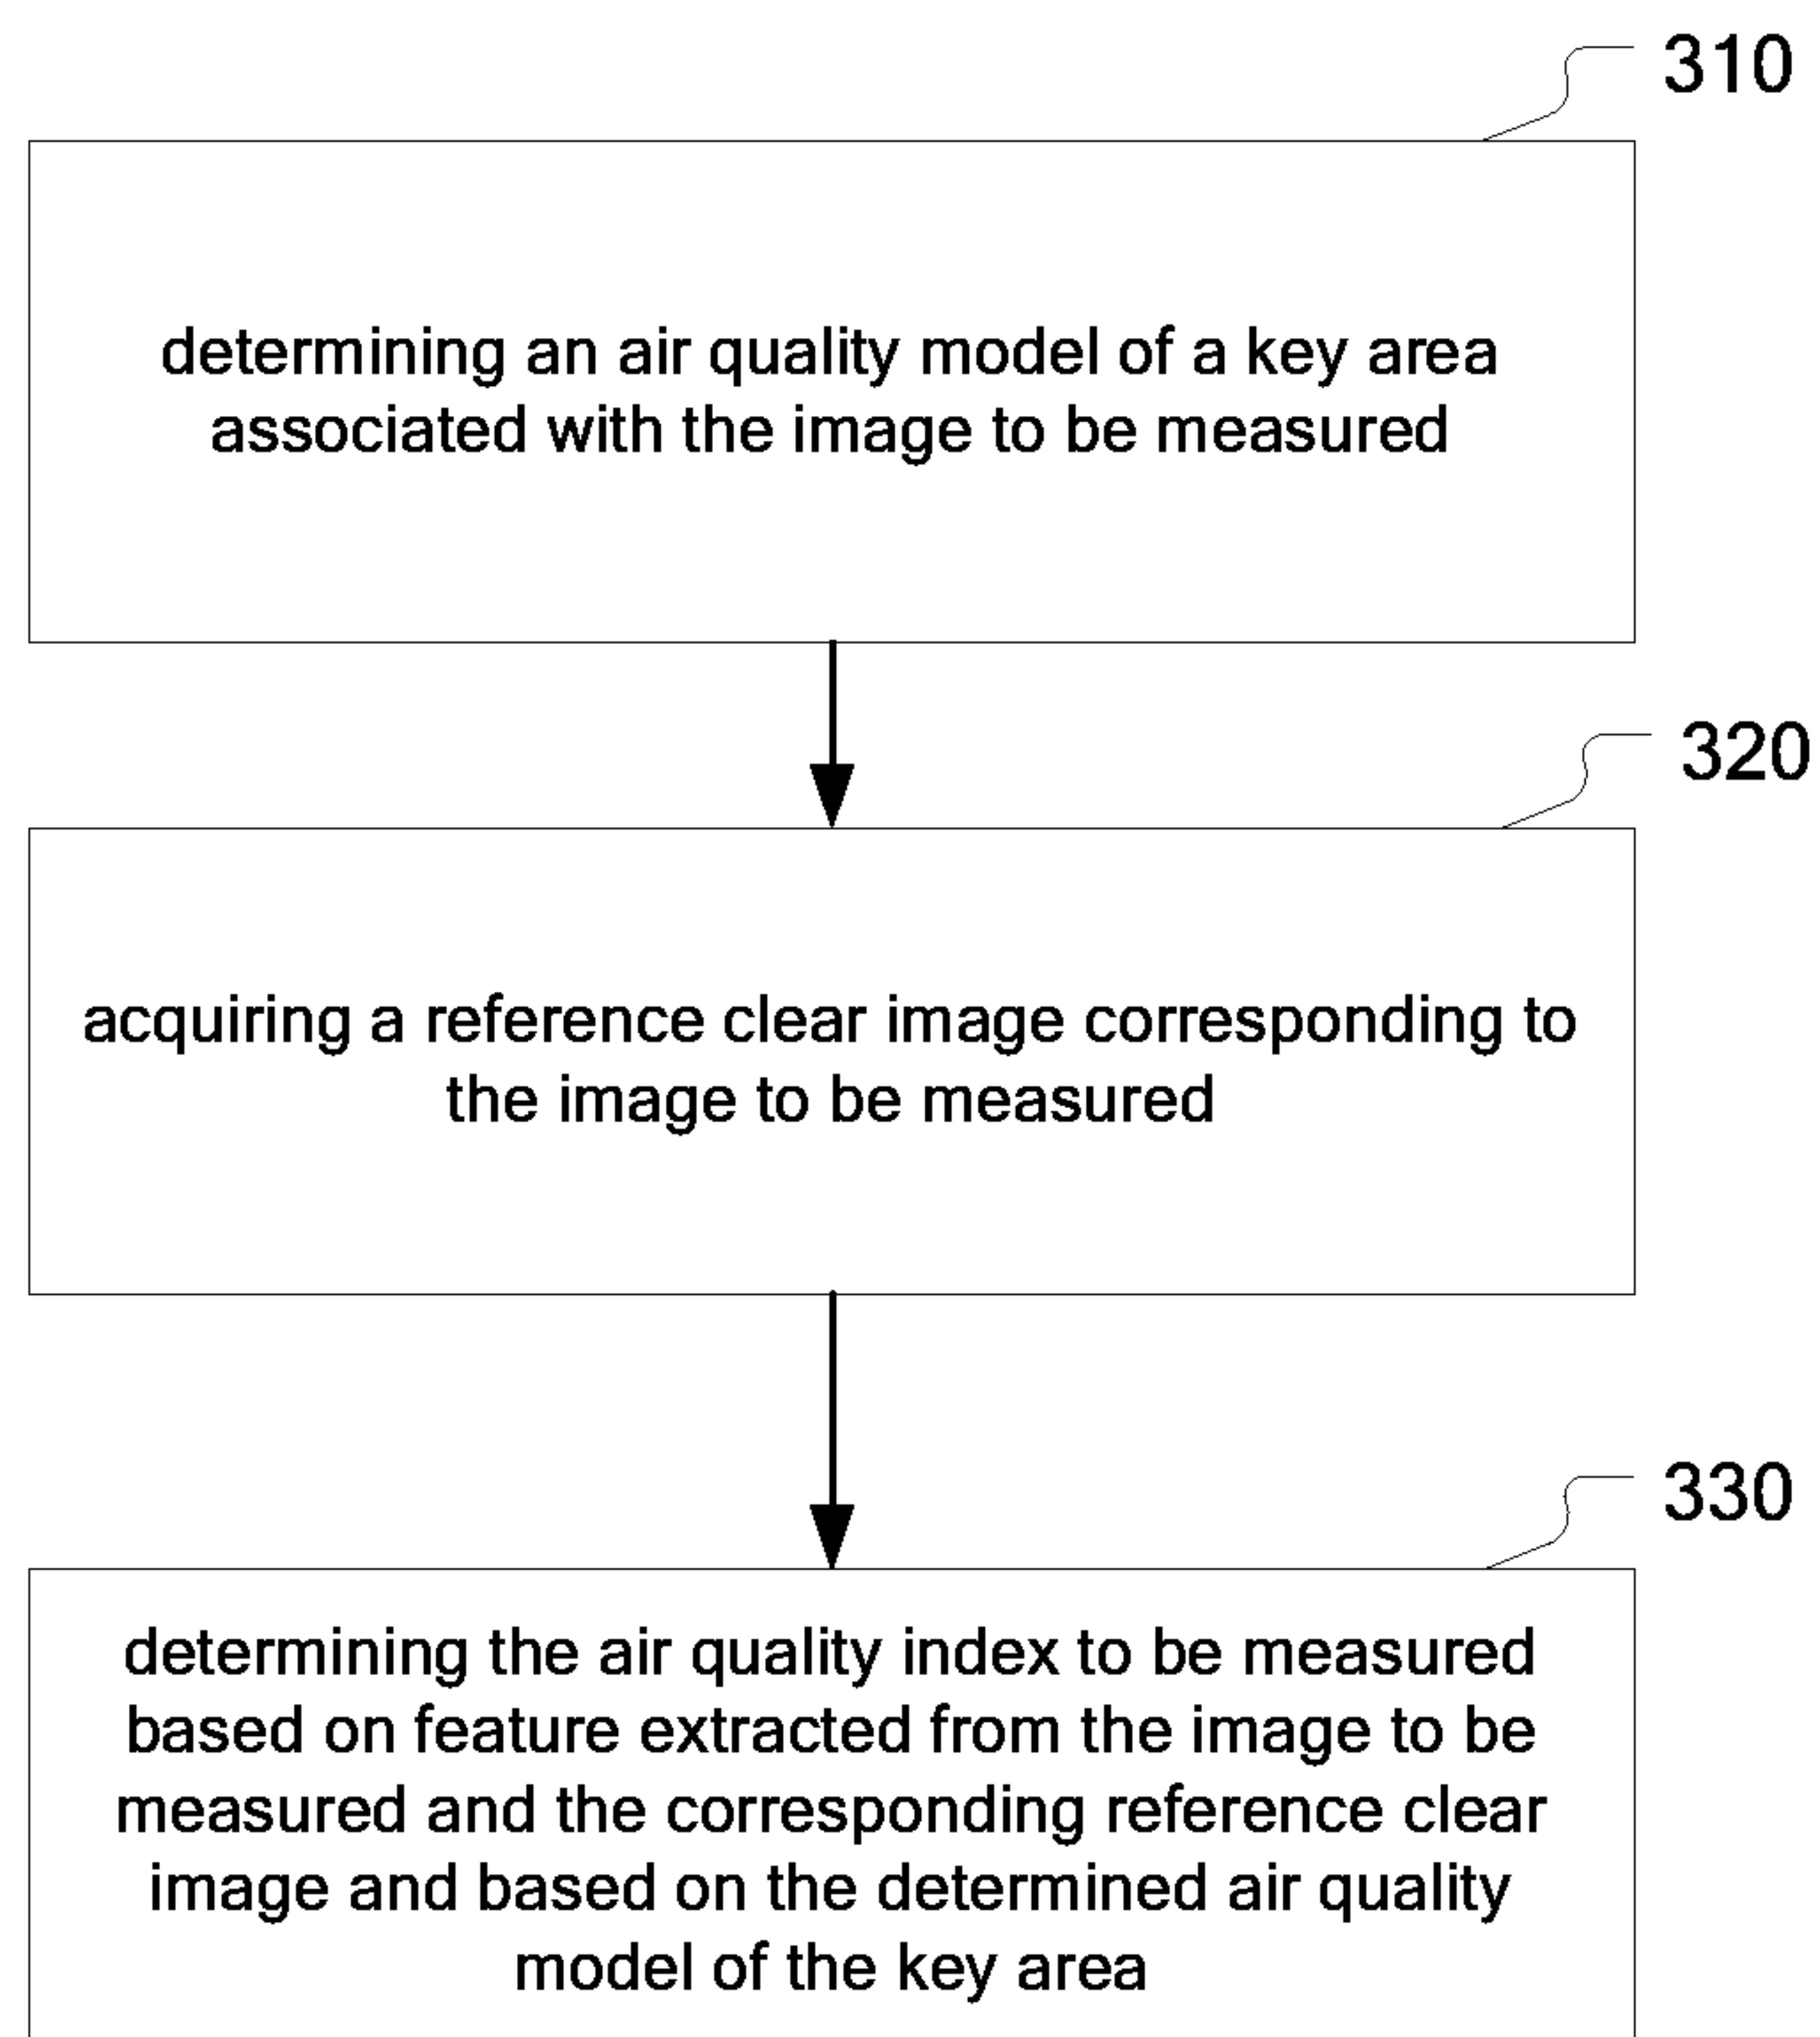 310
determining an air quality model of a key area
associated with the image to be measured
320
acquiring a reference clear image corresponding to
the image to be measured
330
determining the air quality index to be measured
based on feature extracted from the image to be
measured and the corresponding reference clear
image and based on the determined air quality
model of the key area